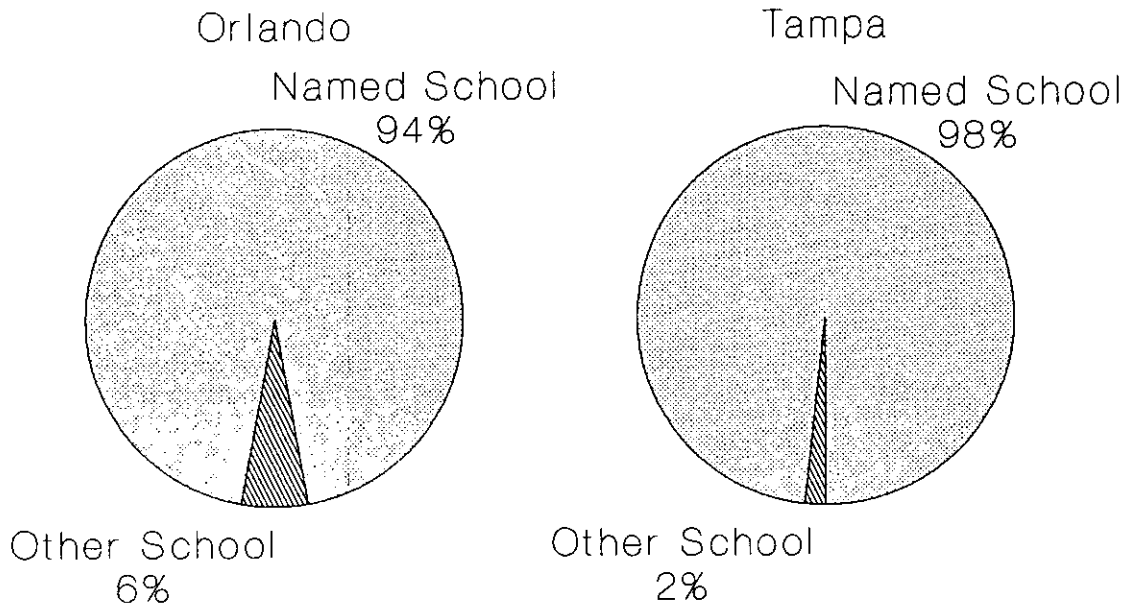 Orlando
Named School
94%
Other School
6%
Tampa
Named School
98%
Other School
2%